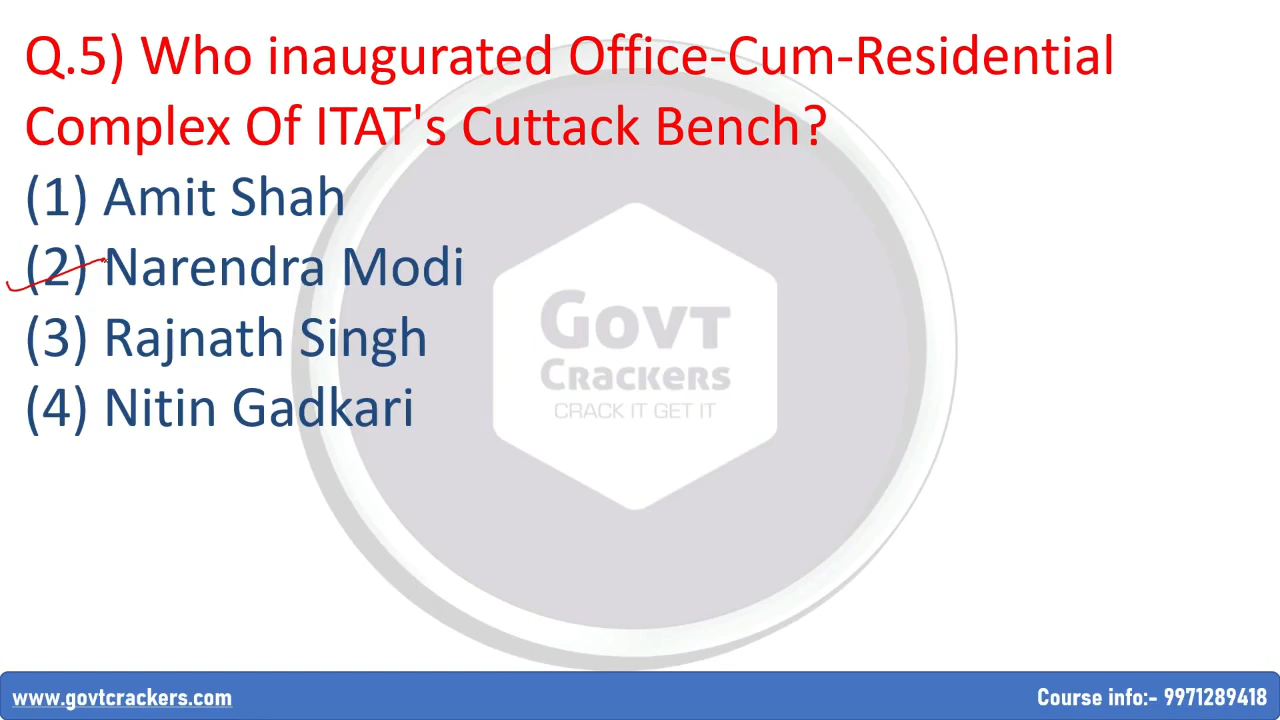 Q.5) Who inaugurated Office-Cum-Residential
Complex Of ITAT's Cuttack Bench?
(1) Amit Shah
(2) Narendra Modi
(3) Rajnath Singh
(4) Nitin Gadkari
GOVT
CRACKERS
CRACK IT GET IT
www.govtcrackers.com
Course info:- 9971289418